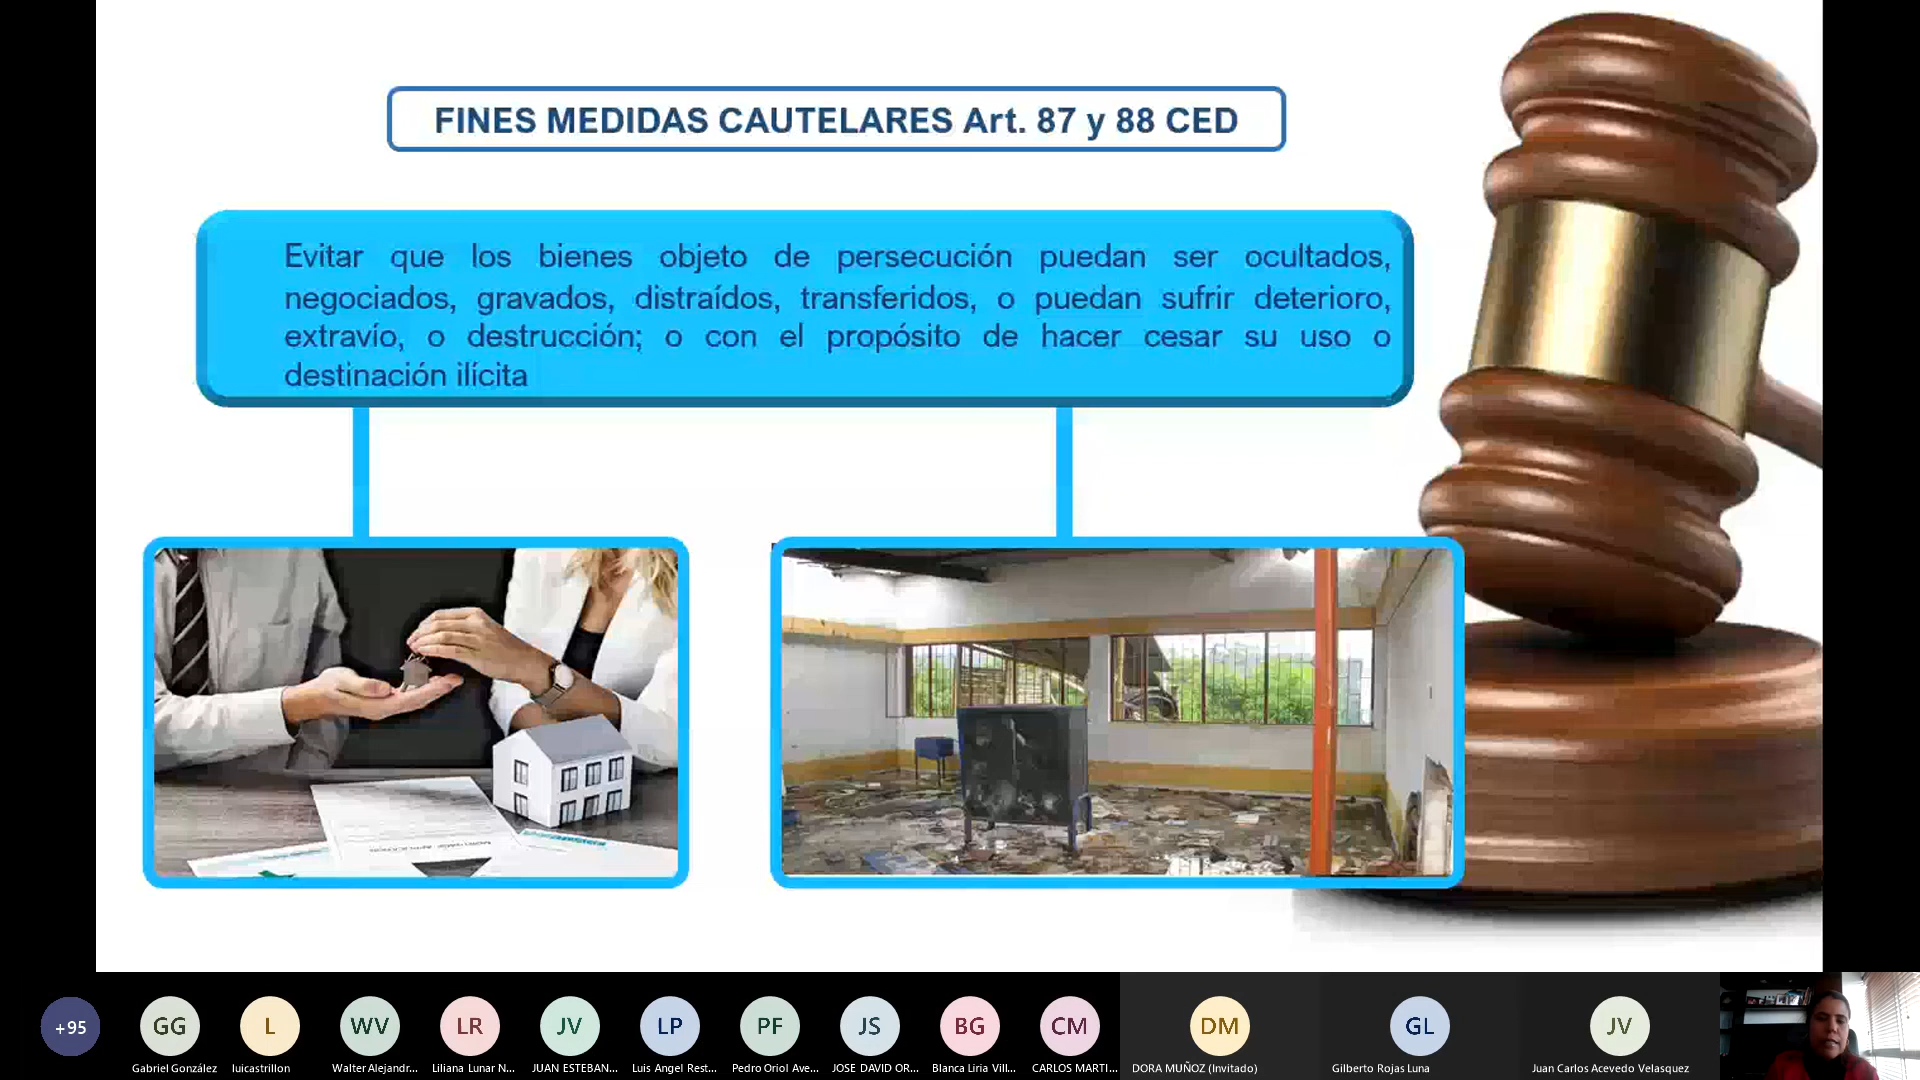 FINES MEDIDAS CAUTELARES Art. 87 y 88 CED
Evitar que los bienes objeto de persecución puedan ser ocultados,
negociados, gravados, distraídos, transferidos, o puedan sufrir deterioro,
extravío, o destrucción; o con el propósito de hacer cesar su uso o
destinación ilícita
+95
GG
L
WV
LR
JV
LP
PF
JS
BG
CM
DM
GL
JV
Gabriel González
luicastrillon
Walter Alejandr...
Liliana Lunar N...
JUAN ESTEBAN...
Luis Angel Rest...
Pedro Oriol Ave...
JOSE DAVID OR...
Blanca Liria Vill...
CARLOS MARTI...
DORA MUÑOZ (Invitado)
Gilberto Rojas Luna
Juan Carlos Acevedo Velasquez